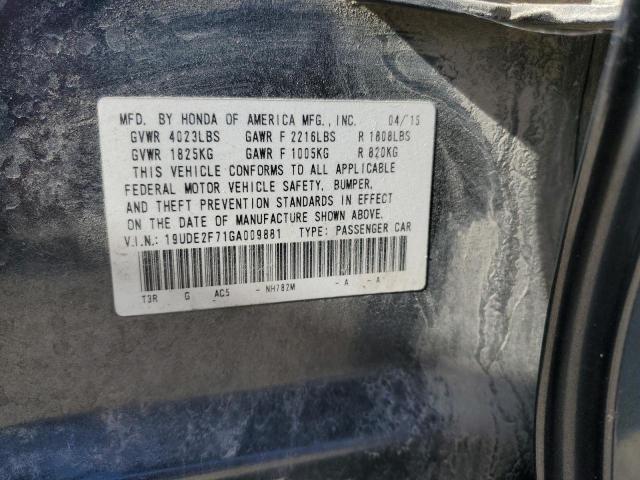 MFD. BY HONDA OF AMERICA MFG., INC. 04/15
GVWR 4023LBS GAWR F 2216LBS R 1808LBS
GVWR 1825KG GAWR F 1005KG R 820KG
THIS VEHICLE CONFORMS TO ALL APPLICABLE
FEDERAL MOTOR VEHICLE SAFETY, BUMPER,
AND THEFT PREVENTION STANDARDS IN EFFECT
ON THE DATE OF MANUFACTURE SHOWN ABOVE.
V.I.N.: 19UDE2F71GA009881 TYPE: PASSENGER CAR
T3R G AC5 - NH782M - A - A